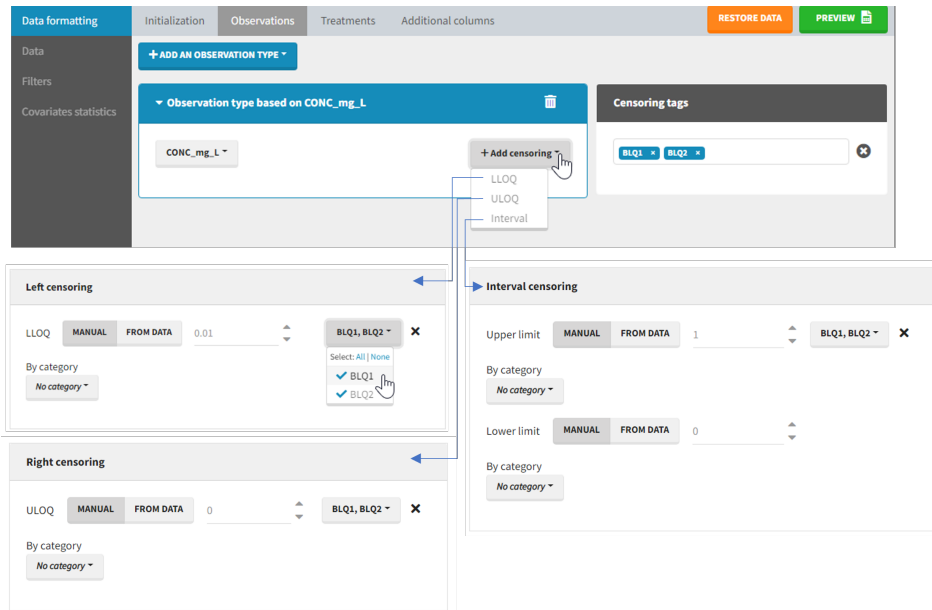 Data formatting
Initialization
Observations
Treatments
Additional columns
RESTORE DATA
PREVIEW
Data
Filters
Covariates statistics
+ ADD AN OBSERVATION TYPE
Observation type based on CONC_mg_L
Censoring tags
CONC_mg_L
+ Add censoring
BLQ1 × BLQ2 ×
LLOQ
ULOQ
Interval
Left censoring
LLOQ MANUAL FROM DATA 0.01 BLQ1, BLQ2
Select: All | None
BLQ1
BLQ2
By category
No category
Right censoring
ULOQ MANUAL FROM DATA 0 BLQ1, BLQ2
By category
No category
Interval censoring
Upper limit MANUAL FROM DATA 1 BLQ1, BLQ2
By category
No category
Lower limit MANUAL FROM DATA 0
By category
No category